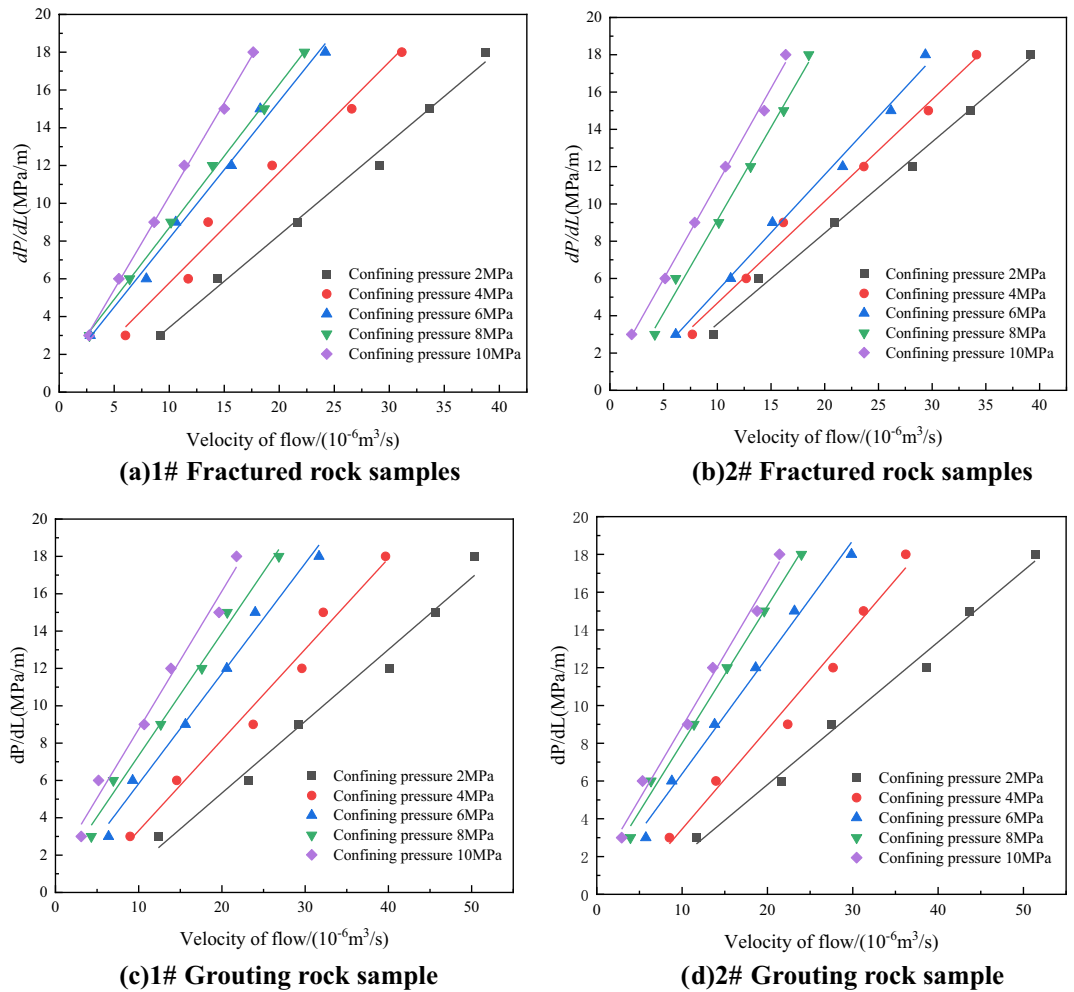 20
18
16
14
12
10
8
6
4
2
0
dP/dL(MPa/m)
Confining pressure 2MPa
Confining pressure 4MPa
Confining pressure 6MPa
Confining pressure 8MPa
Confining pressure 10MPa
0 5 10 15 20 25 30 35 40
Velocity of flow/(10⁻⁶m³/s)
(a)1# Fractured rock samples
20
18
16
14
12
10
8
6
4
2
0
dP/dL(MPa/m)
Confining pressure 2MPa
Confining pressure 4MPa
Confining pressure 6MPa
Confining pressure 8MPa
Confining pressure 10MPa
0 5 10 15 20 25 30 35 40
Velocity of flow/(10⁻⁶m³/s)
(b)2# Fractured rock samples
20
18
16
14
12
10
8
6
4
2
0
dP/dL(MPa/m)
Confining pressure 2MPa
Confining pressure 4MPa
Confining pressure 6MPa
Confining pressure 8MPa
Confining pressure 10MPa
0 10 20 30 40 50
Velocity of flow/(10⁻⁶m³/s)
(c)1# Grouting rock sample
20
18
16
14
12
10
8
6
4
2
0
dP/dL(MPa/m)
Confining pressure 2MPa
Confining pressure 4MPa
Confining pressure 6MPa
Confining pressure 8MPa
Confining pressure 10MPa
0 10 20 30 40 50
Velocity of flow/(10⁻⁶m³/s)
(d)2# Grouting rock sample